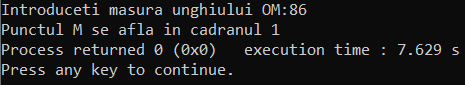 Introduceti masura unghiului OM:86
Punctul M se afla in cadranul 1
Process returned 0 (0x0)   execution time : 7.629 s
Press any key to continue.